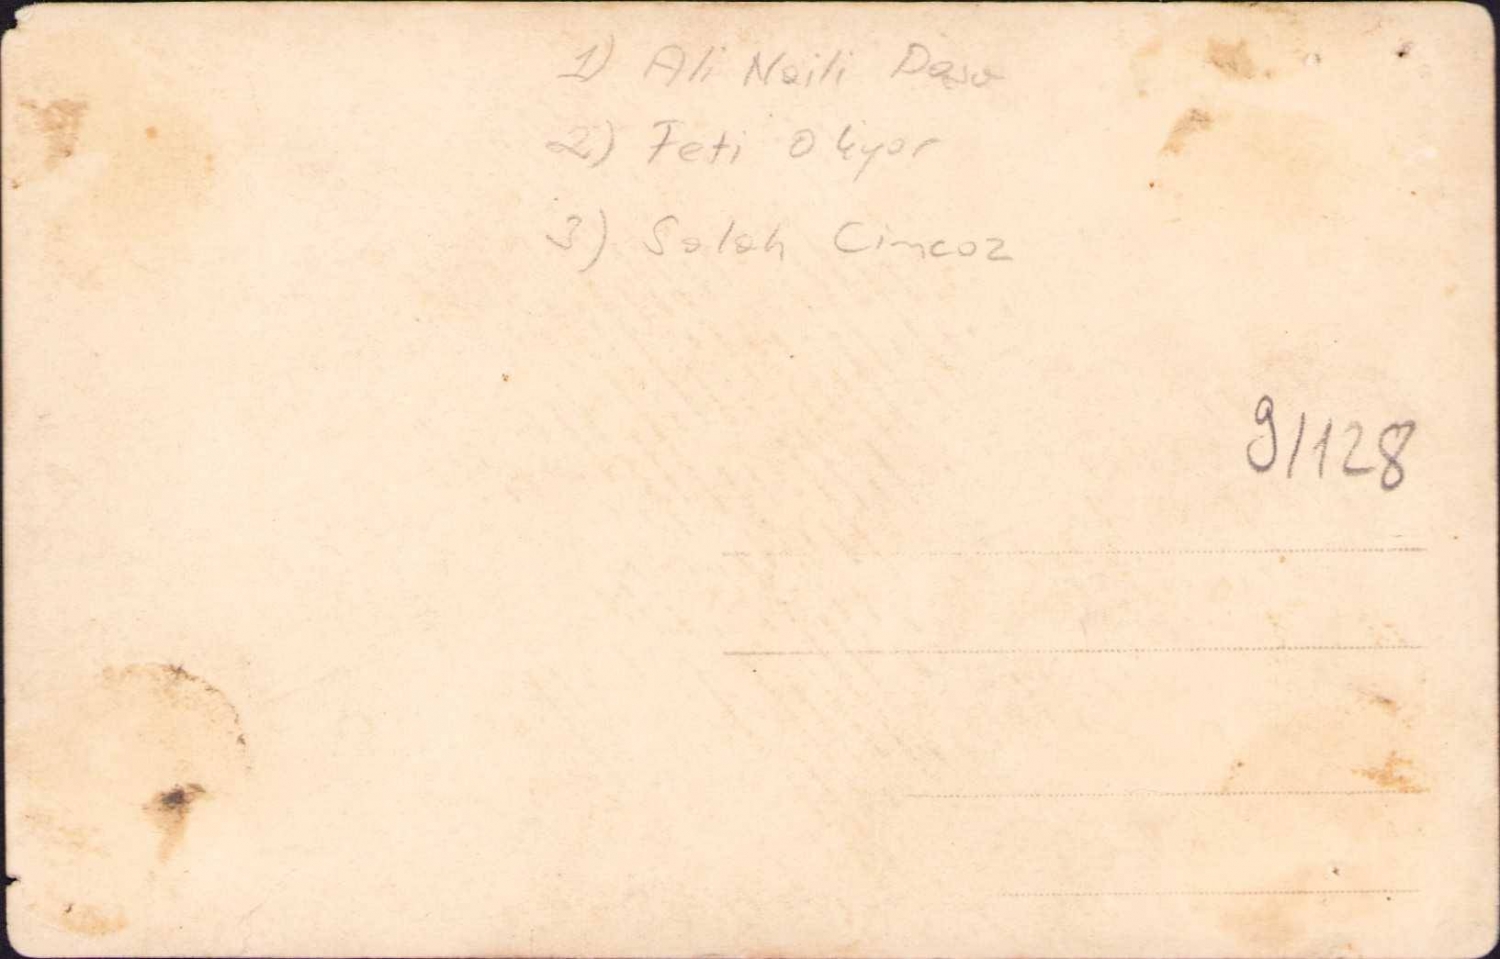 1) Ali Naili Paşa
2) Feti Okyar
3) Salah Cimcoz
9/128